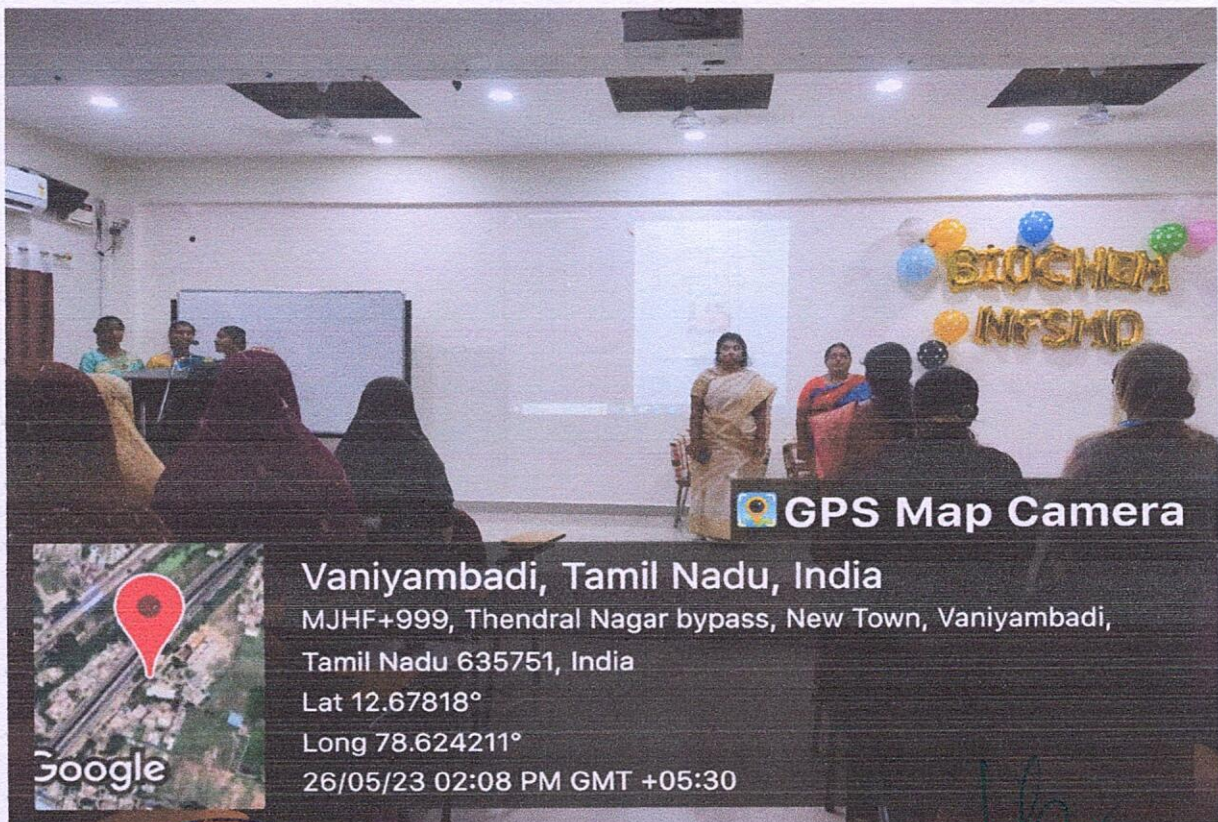 BIOCHEM
NFSMD
GPS Map Camera
Vaniyambadi, Tamil Nadu, India
MJHF+999, Thendral Nagar bypass, New Town, Vaniyambadi,
Tamil Nadu 635751, India
Lat 12.67818°
Long 78.624211°
26/05/23 02:08 PM GMT +05:30
Google